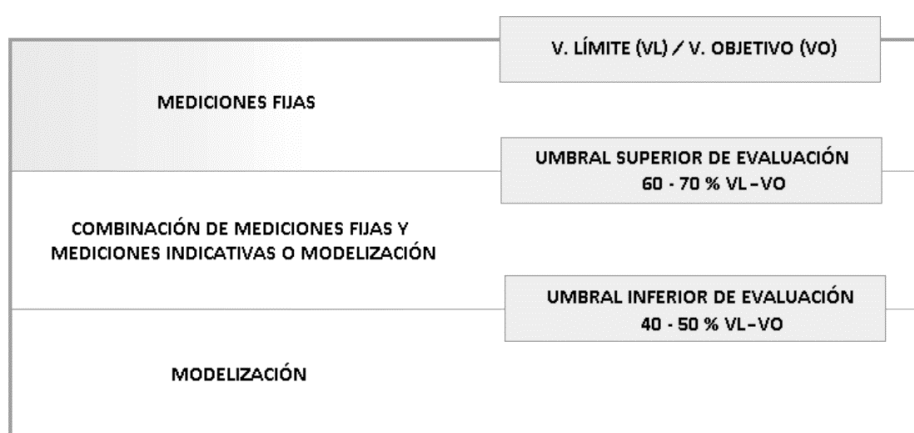 V. LÍMITE (VL) / V. OBJETIVO (VO)
MEDICIONES FIJAS
UMBRAL SUPERIOR DE EVALUACIÓN
60 - 70 % VL-VO
COMBINACIÓN DE MEDICIONES FIJAS Y
MEDICIONES INDICATIVAS O MODELIZACIÓN
UMBRAL INFERIOR DE EVALUACIÓN
40 - 50 % VL-VO
MODELIZACIÓN